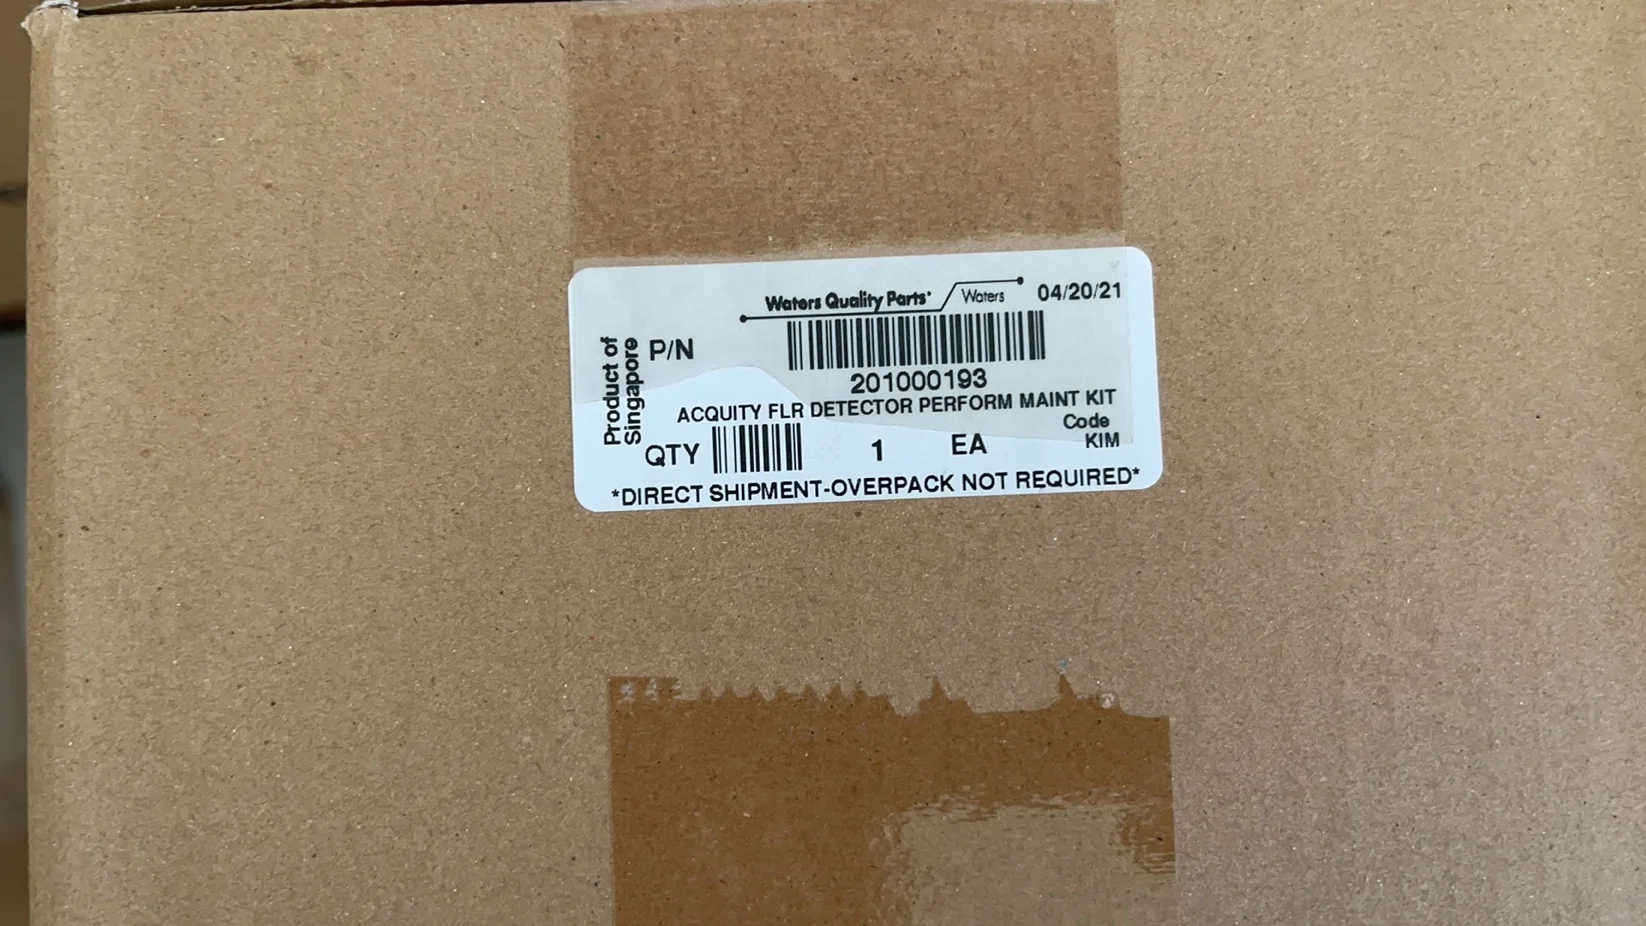 Waters Quality Parts® Waters 04/20/21
Product of
Singapore
P/N
201000193
ACQUITY FLR DETECTOR PERFORM MAINT KIT
Code
QTY 1 EA KIM
*DIRECT SHIPMENT-OVERPACK NOT REQUIRED*